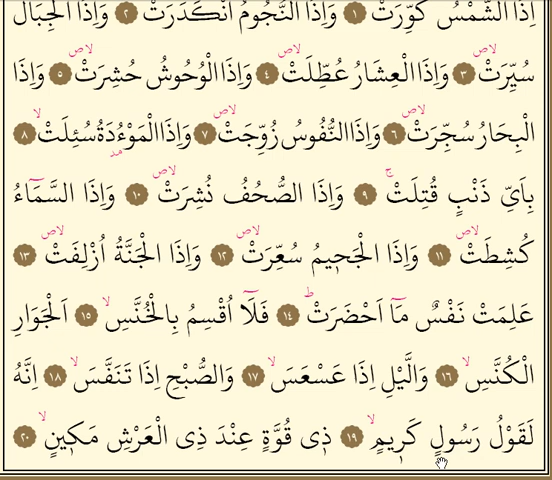 اِذَا الشَّمْسُ كُوِّرَتْ ﴿١﴾ وَاِذَا النُّجُومُ انْكَدَرَتْ ﴿٢﴾ وَاِذَا الْجِبَالُ
سُيِّرَتْ ﴿٣﴾ وَاِذَا الْعِشَارُ عُطِّلَتْ ﴿٤﴾ وَاِذَا الْوُحُوشُ حُشِرَتْ ﴿٥﴾ وَاِذَا
الْبِحَارُ سُجِّرَتْ ﴿٦﴾ وَاِذَا النُّفُوسُ زُوِّجَتْ ﴿٧﴾ وَاِذَا الْمَوْءُ۫دَةُ سُئِلَتْ ﴿٨﴾
بِاَيِّ ذَنْبٍ قُتِلَتْ ﴿٩﴾ وَاِذَا الصُّحُفُ نُشِرَتْ ﴿١٠﴾ وَاِذَا السَّمَٓاءُ
كُشِطَتْ ﴿١١﴾ وَاِذَا الْجَح۪يمُ سُعِّرَتْ ﴿١٢﴾ وَاِذَا الْجَنَّةُ اُزْلِفَتْ ﴿١٣﴾
عَلِمَتْ نَفْسٌ مَٓا اَحْضَرَتْ ﴿١٤﴾ فَلَٓا اُقْسِمُ بِالْخُنَّسِ ﴿١٥﴾ اَلْجَوَارِ
الْكُنَّسِ ﴿١٦﴾ وَالَّيْلِ اِذَا عَسْعَسَ ﴿١٧﴾ وَالصُّبْحِ اِذَا تَنَفَّسَ ﴿١٨﴾ اِنَّهُ
لَقَوْلُ رَسُولٍ كَر۪يمٍ ﴿١٩﴾ ذ۪ي قُوَّةٍ عِنْدَ ذِي الْعَرْشِ مَك۪ينٍ ﴿٢٠﴾